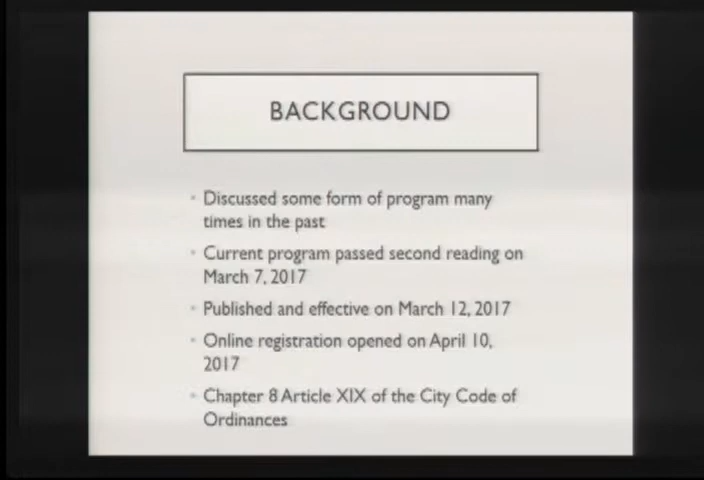 BACKGROUND
Discussed some form of program many
times in the past
Current program passed second reading on
March 7, 2017
Published and effective on March 12, 2017
Online registration opened on April 10,
2017
Chapter 8 Article XIX of the City Code of
Ordinances